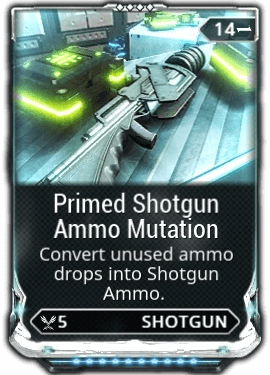 14
Primed Shotgun
Ammo Mutation
Convert unused ammo
drops into Shotgun
Ammo.
5 SHOTGUN